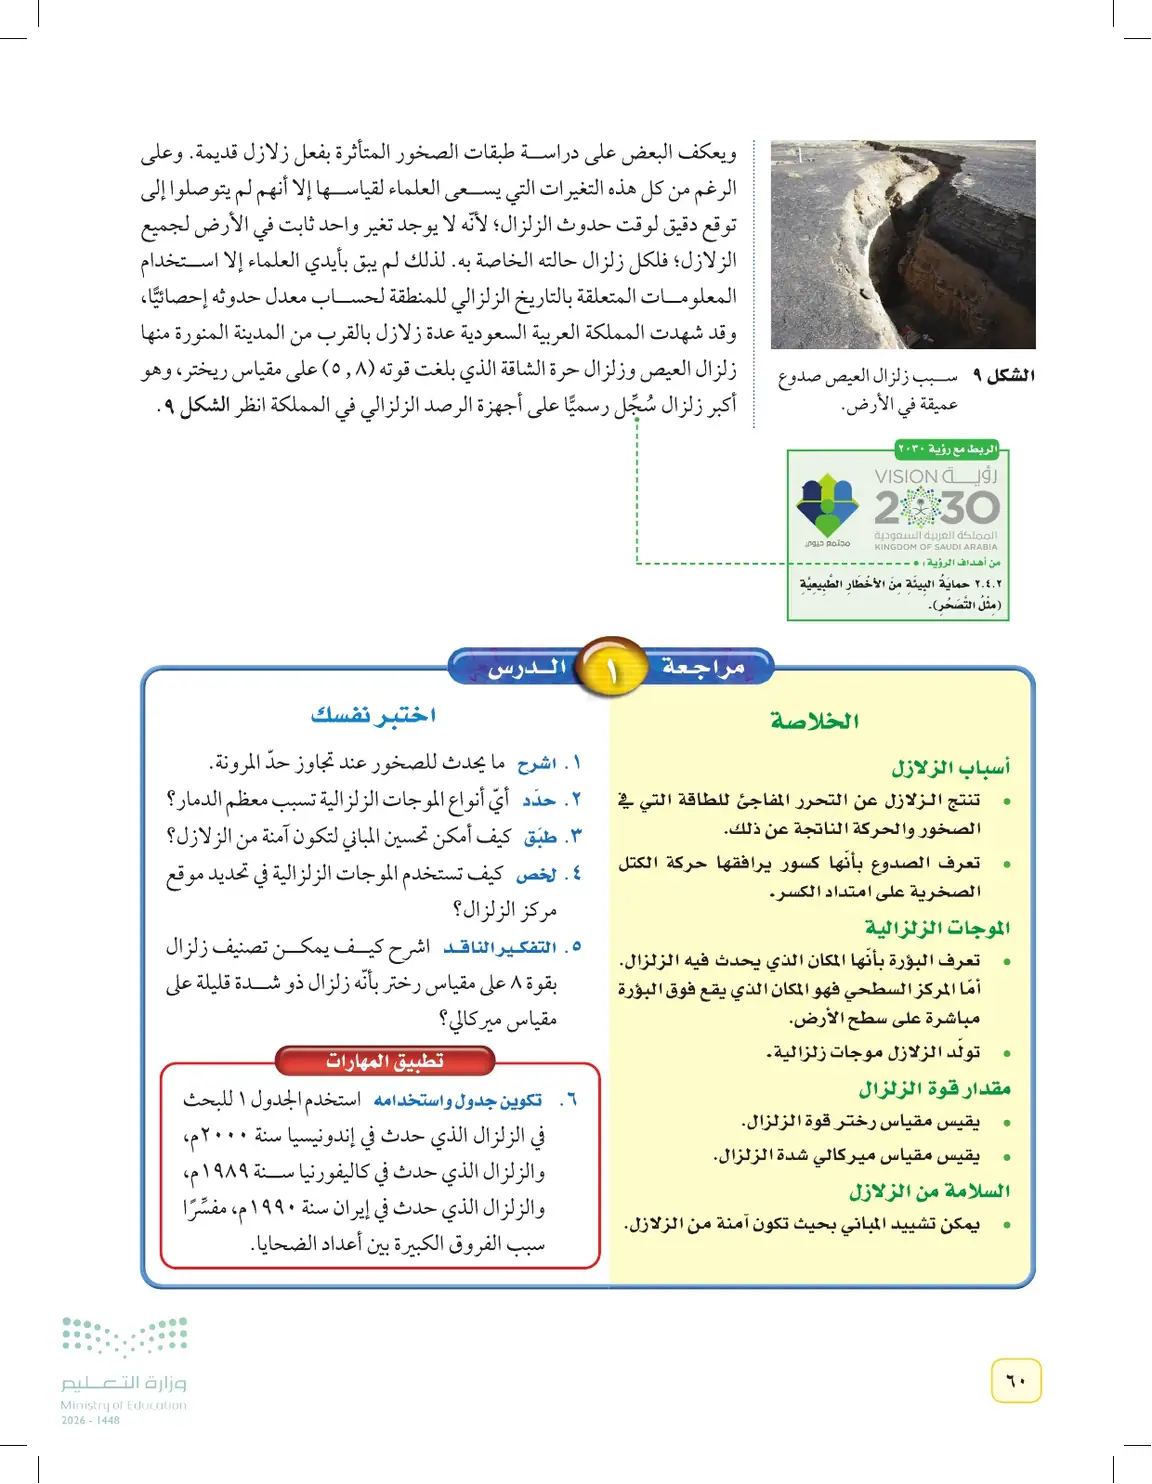 ويعكف البعض على دراسة طبقات الصخور المتأثرة بفعل زلازل قديمة. وعلى
الرغم من كل هذه التغيرات التي يسعى العلماء لقياسها إلا أنهم لم يتوصلوا إلى
توقع دقيق لوقت حدوث الزلزال؛ لأنّه لا يوجد تغير واحد ثابت في الأرض لجميع
الزلازل؛ فلكل زلزال حالته الخاصة به. لذلك لم يبق بأيدي العلماء إلا استخدام
المعلومات المتعلقة بالتاريخ الزلزالي للمنطقة لحساب معدل حدوثه إحصائيًّا،
وقد شهدت المملكة العربية السعودية عدة زلازل بالقرب من المدينة المنورة منها
زلزال العيص وزلزال حرة الشاقة الذي بلغت قوته (٥,٨) على مقياس ريختر، وهو
أكبر زلزال سُجِّل رسميًّا على أجهزة الرصد الزلزالي في المملكة انظر الشكل ٩.
الشكل ٩ سبب زلزال العيص صدوع
عميقة في الأرض.
الربط مع رؤية ٢٠٣٠
VISION رؤيــة
2030
المملكة العربية السعودية
KINGDOM OF SAUDI ARABIA
مجتمع حيوي
من أهداف الرؤية:
٢.٤.٢ حمايَةُ البِيئَةِ مِنَ الأخْطَارِ الطَّبِيعِيَّةِ
(مِثْلُ التَّصَحُّرِ).
مراجعة ١ الـدرس
الخلاصة
أسباب الزلازل
• تنتج الزلازل عن التحرر المفاجئ للطاقة التي في
الصخور والحركة الناتجة عن ذلك.
• تعرف الصدوع بأنّها كسور يرافقها حركة الكتل
الصخرية على امتداد الكسر.
الموجات الزلزالية
• تعرف البؤرة بأنّها المكان الذي يحدث فيه الزلزال.
أمّا المركز السطحي فهو المكان الذي يقع فوق البؤرة
مباشرة على سطح الأرض.
• تولّد الزلازل موجات زلزالية.
مقدار قوة الزلزال
• يقيس مقياس رختر قوة الزلزال.
• يقيس مقياس ميركالي شدة الزلزال.
السلامة من الزلازل
• يمكن تشييد المباني بحيث تكون آمنة من الزلازل.
اختبر نفسك
١. اشرح ما يحدث للصخور عند تجاوز حدّ المرونة.
٢. حدّد أيّ أنواع الموجات الزلزالية تسبب معظم الدمار؟
٣. طبّق كيف أمكن تحسين المباني لتكون آمنة من الزلازل؟
٤. لخص كيف تستخدم الموجات الزلزالية في تحديد موقع
مركز الزلزال؟
٥. التفكير الناقد اشرح كيف يمكن تصنيف زلزال
بقوة ٨ على مقياس رختر بأنّه زلزال ذو شدة قليلة على
مقياس ميركالي؟
تطبيق المهارات
٦. تكوين جدول واستخدامه استخدم الجدول ١ للبحث
في الزلزال الذي حدث في إندونيسيا سنة ٢٠٠٠م،
والزلزال الذي حدث في كاليفورنيا سنة ١٩٨٩م،
والزلزال الذي حدث في إيران سنة ١٩٩٠م، مفسِّرًا
سبب الفروق الكبيرة بين أعداد الضحايا.
وزارة التعليم
Ministry of Education
2026 - 1448
٦٠